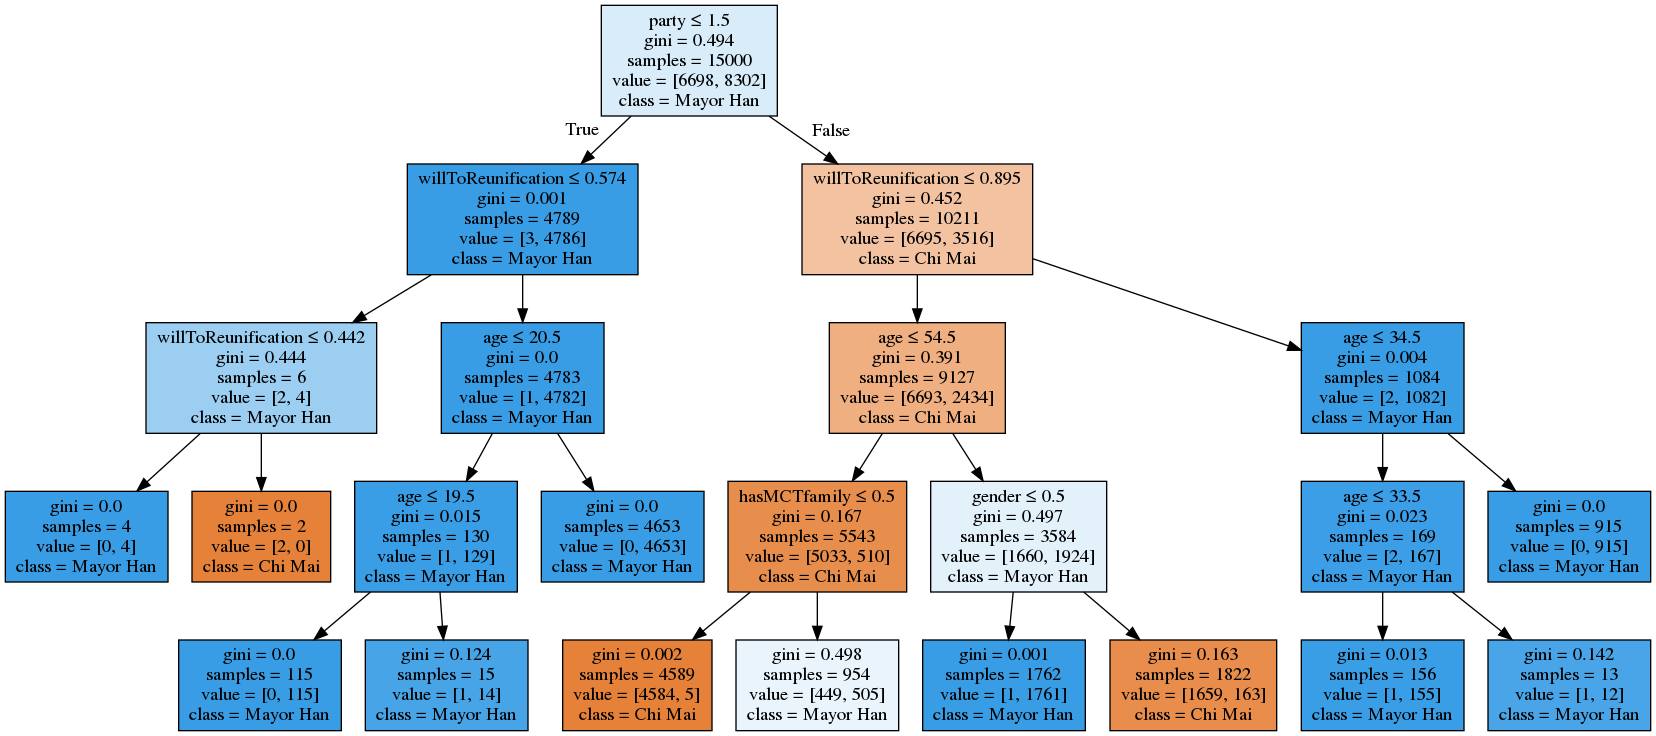 party ≤ 1.5
gini = 0.494
samples = 15000
value = [6698, 8302]
class = Mayor Han
True
False
willToReunification ≤ 0.574
gini = 0.001
samples = 4789
value = [3, 4786]
class = Mayor Han
willToReunification ≤ 0.895
gini = 0.452
samples = 10211
value = [6695, 3516]
class = Chi Mai
willToReunification ≤ 0.442
gini = 0.444
samples = 6
value = [2, 4]
class = Mayor Han
age ≤ 20.5
gini = 0.0
samples = 4783
value = [1, 4782]
class = Mayor Han
age ≤ 54.5
gini = 0.391
samples = 9127
value = [6693, 2434]
class = Chi Mai
age ≤ 34.5
gini = 0.004
samples = 1084
value = [2, 1082]
class = Mayor Han
gini = 0.0
samples = 4
value = [0, 4]
class = Mayor Han
gini = 0.0
samples = 2
value = [2, 0]
class = Chi Mai
age ≤ 19.5
gini = 0.015
samples = 130
value = [1, 129]
class = Mayor Han
gini = 0.0
samples = 4653
value = [0, 4653]
class = Mayor Han
hasMCTfamily ≤ 0.5
gini = 0.167
samples = 5543
value = [5033, 510]
class = Chi Mai
gender ≤ 0.5
gini = 0.497
samples = 3584
value = [1660, 1924]
class = Mayor Han
age ≤ 33.5
gini = 0.023
samples = 169
value = [2, 167]
class = Mayor Han
gini = 0.0
samples = 915
value = [0, 915]
class = Mayor Han
gini = 0.0
samples = 115
value = [0, 115]
class = Mayor Han
gini = 0.124
samples = 15
value = [1, 14]
class = Mayor Han
gini = 0.002
samples = 4589
value = [4584, 5]
class = Chi Mai
gini = 0.498
samples = 954
value = [449, 505]
class = Mayor Han
gini = 0.001
samples = 1762
value = [1, 1761]
class = Mayor Han
gini = 0.163
samples = 1822
value = [1659, 163]
class = Chi Mai
gini = 0.013
samples = 156
value = [1, 155]
class = Mayor Han
gini = 0.142
samples = 13
value = [1, 12]
class = Mayor Han